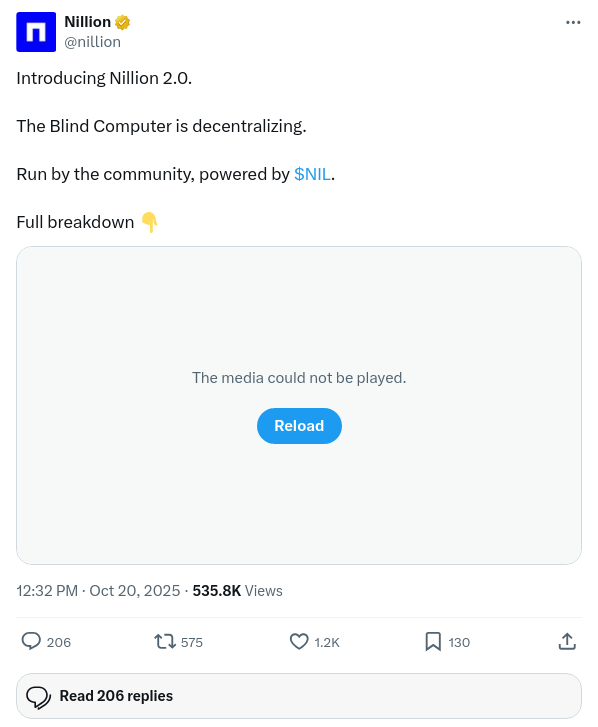 Nillion
@nillion
Introducing Nillion 2.0.
The Blind Computer is decentralizing.
Run by the community, powered by $NIL.
Full breakdown 👇
The media could not be played.
Reload
12:32 PM · Oct 20, 2025 · 535.8K Views
206 575 1.2K 130
Read 206 replies